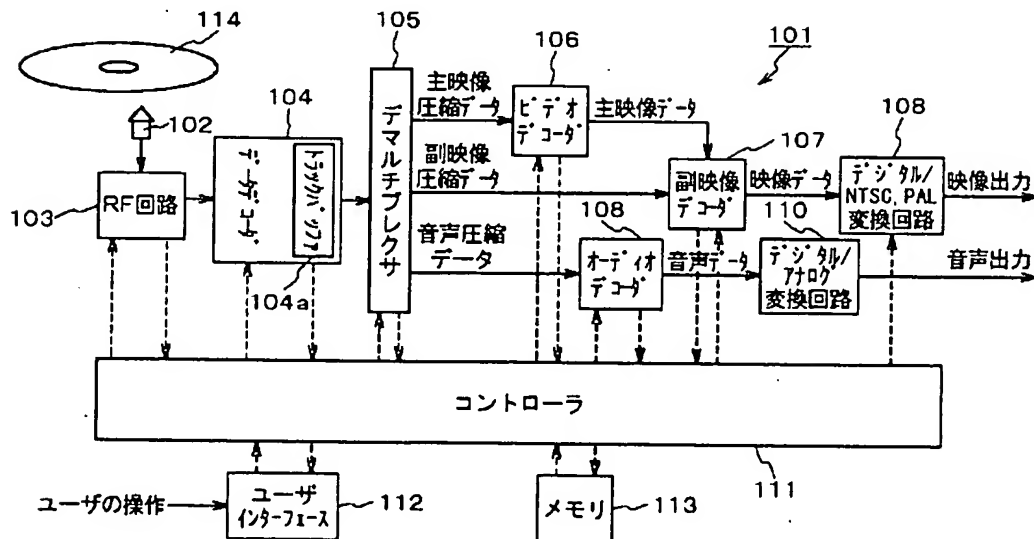 114
102
103
RF回路
104
データデコーダ
トラックバッファ
104a
105
デマルチプレクサ
主映像
圧縮データ
副映像
圧縮データ
音声圧縮
データ
106
ビデオ
デコーダ
主映像データ
101
107
副映像
デコーダ
映像データ
108
デジタル/
NTSC, PAL
変換回路
映像出力
108
オーディオ
デコーダ
音声データ
110
デジタル/
アナログ
変換回路
音声出力
コントローラ
111
ユーザの操作
ユーザ
インターフェース
112
メモリ
113